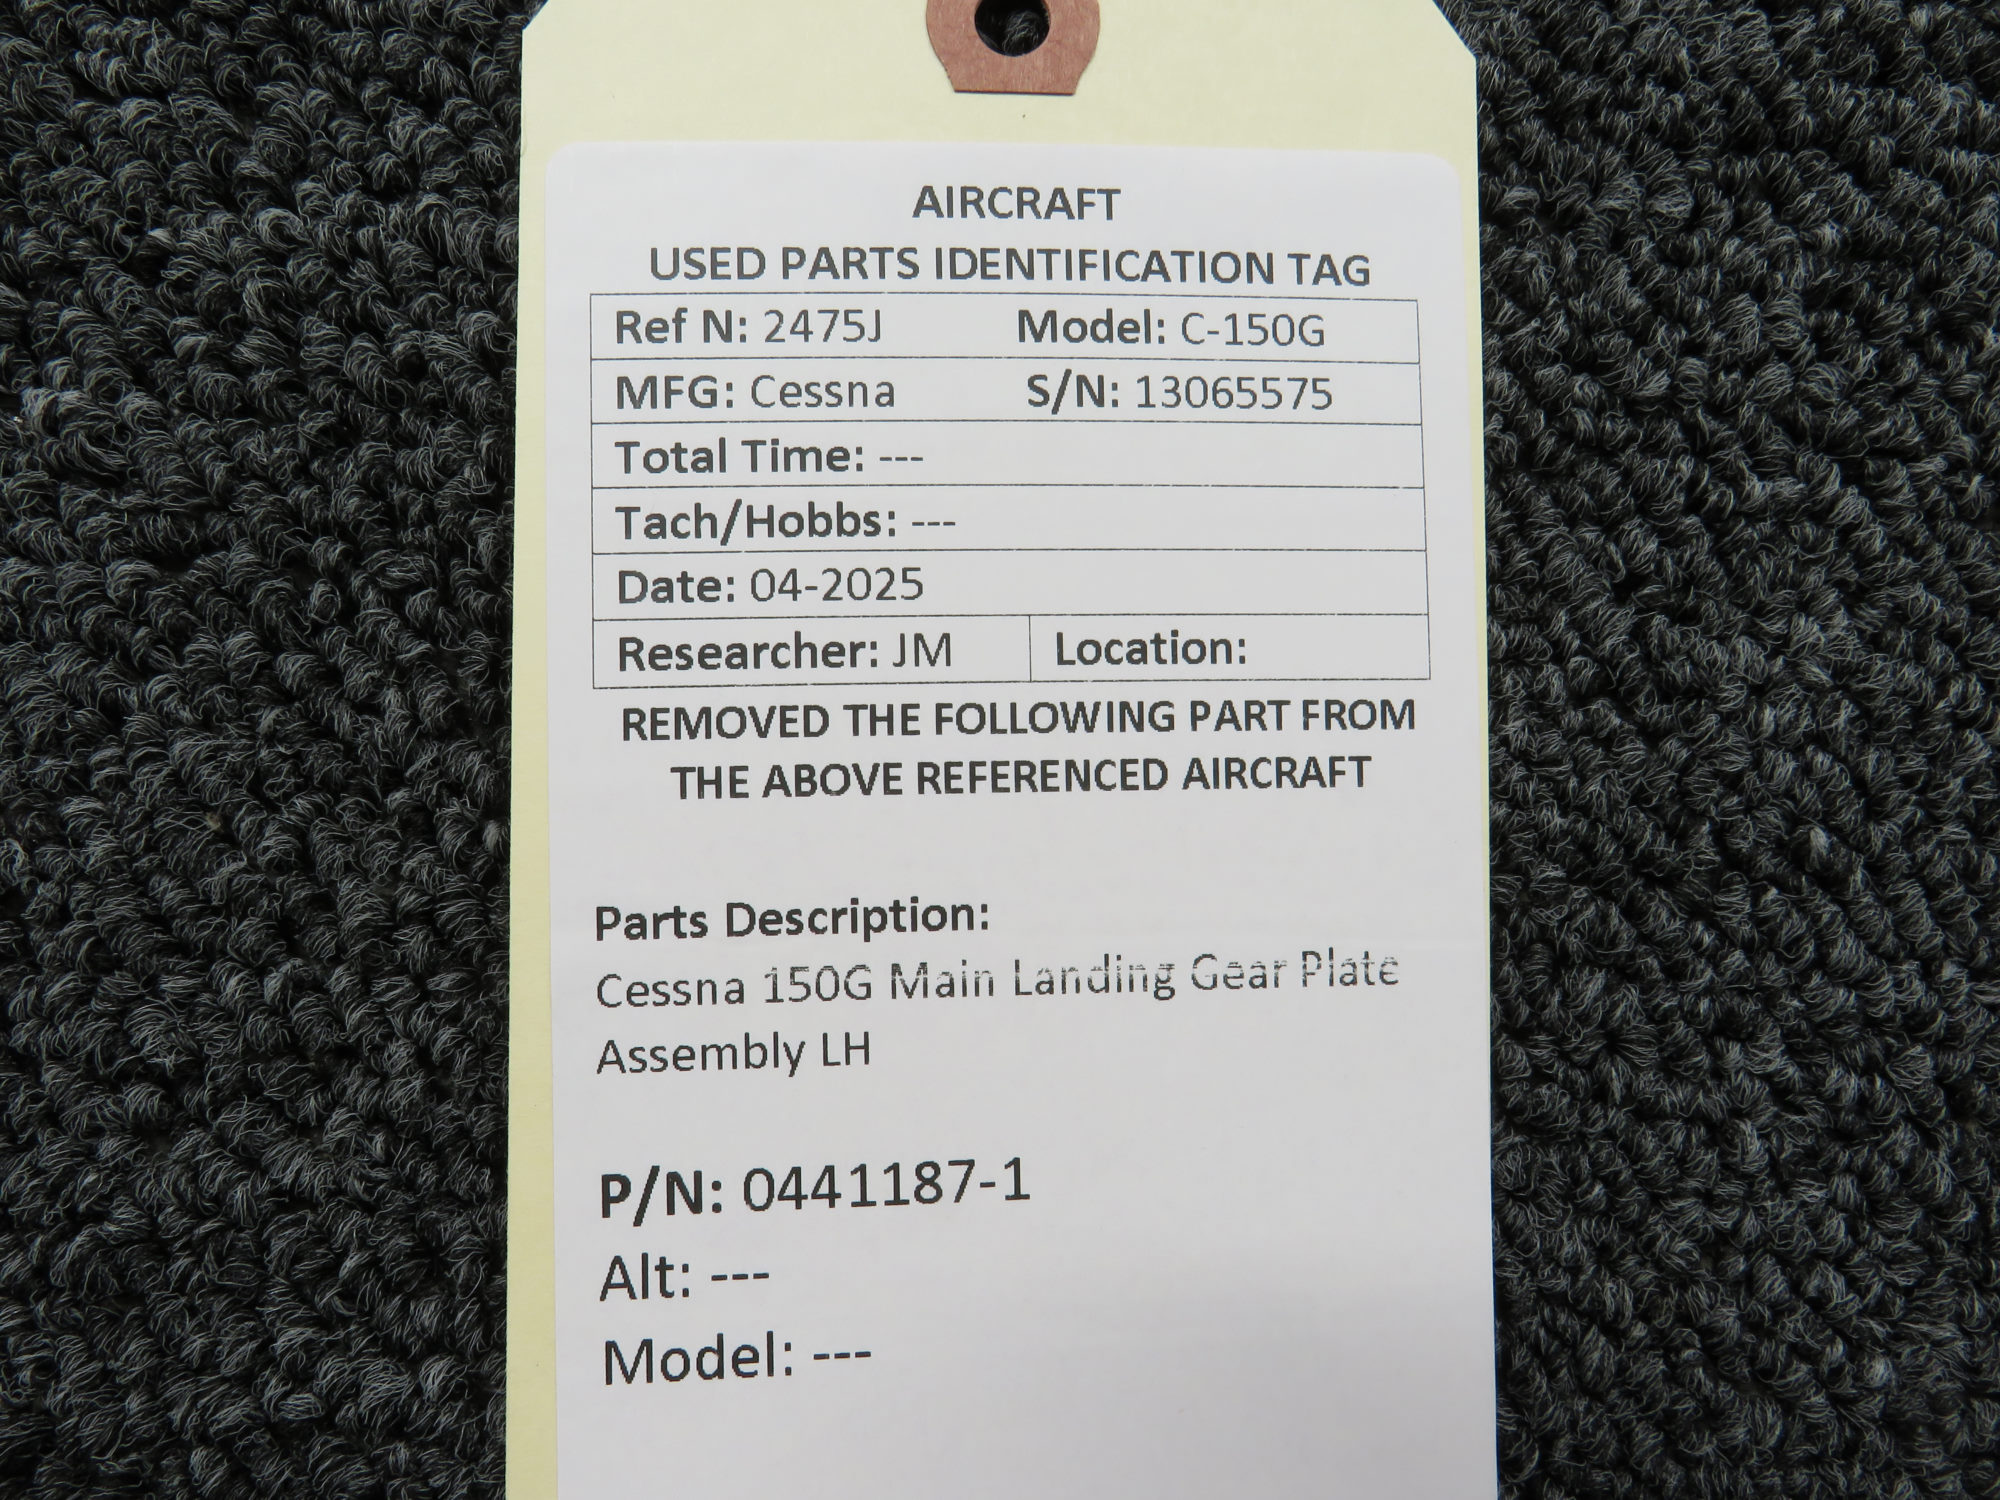 AIRCRAFT
USED PARTS IDENTIFICATION TAG
Ref N: 2475J Model: C-150G
MFG: Cessna S/N: 13065575
Total Time: ---
Tach/Hobbs: ---
Date: 04-2025
Researcher: JM Location:
REMOVED THE FOLLOWING PART FROM
THE ABOVE REFERENCED AIRCRAFT
Parts Description:
Cessna 150G Main Landing Gear Plate
Assembly LH
P/N: 0441187-1
Alt: ---
Model: ---